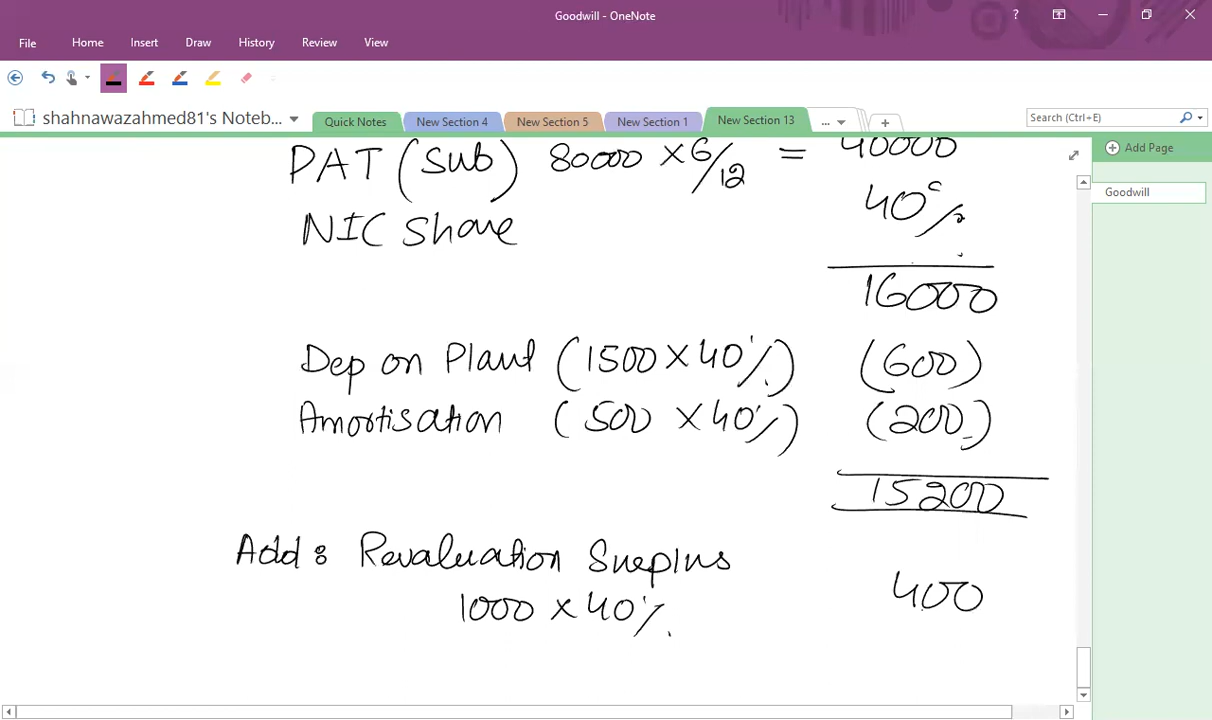 Goodwill - OneNote
?
File Home Insert Draw History Review View
shahnawazahmed81's Noteb... Quick Notes New Section 4 New Section 5 New Section 1 New Section 13 ... + Search (Ctrl+E)
Add Page
Goodwill
PAT (Sub) 80000 × 6/12 = 40000
40%
NIC Share
16000
Dep on Plant (1500 × 40%) (600)
Amortisation (500 × 40%) (200)
15200
Add: Revaluation Sueplus
1000 × 40% 400